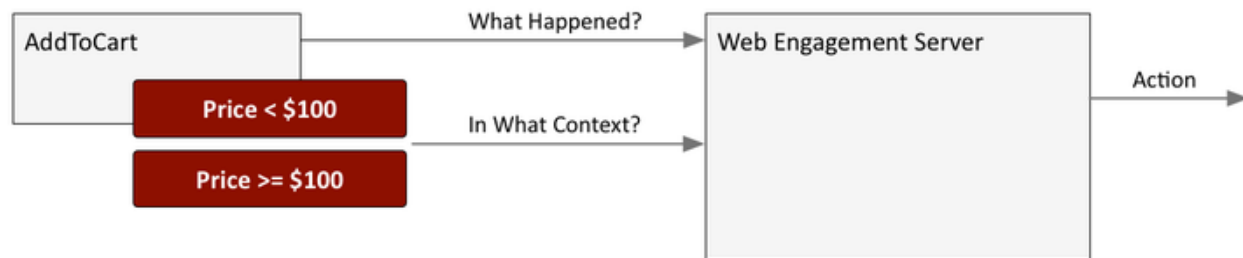 What Happened?
AddToCart
Web Engagement Server
Price < $100
Action
In What Context?
Price >= $100